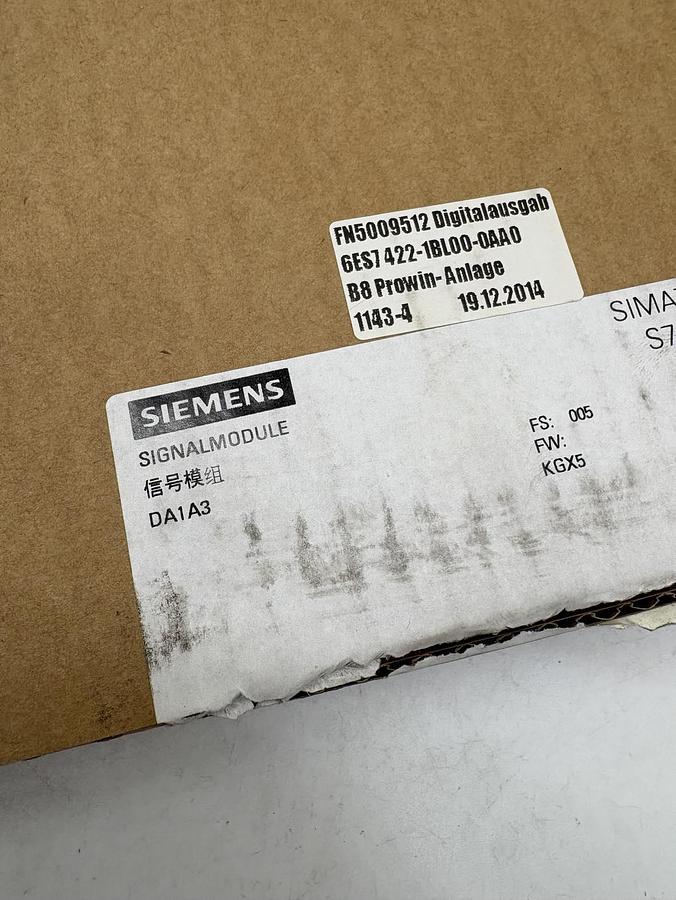 FN5009512 Digitalausgab
6ES7 422-1BL00-0AA0
B8 Prowin-Anlage
1143-4 19.12.2014
SIMA
S7
SIEMENS
SIGNALMODULE
信号模组
DA1A3
FS: 005
FW:
KGX5